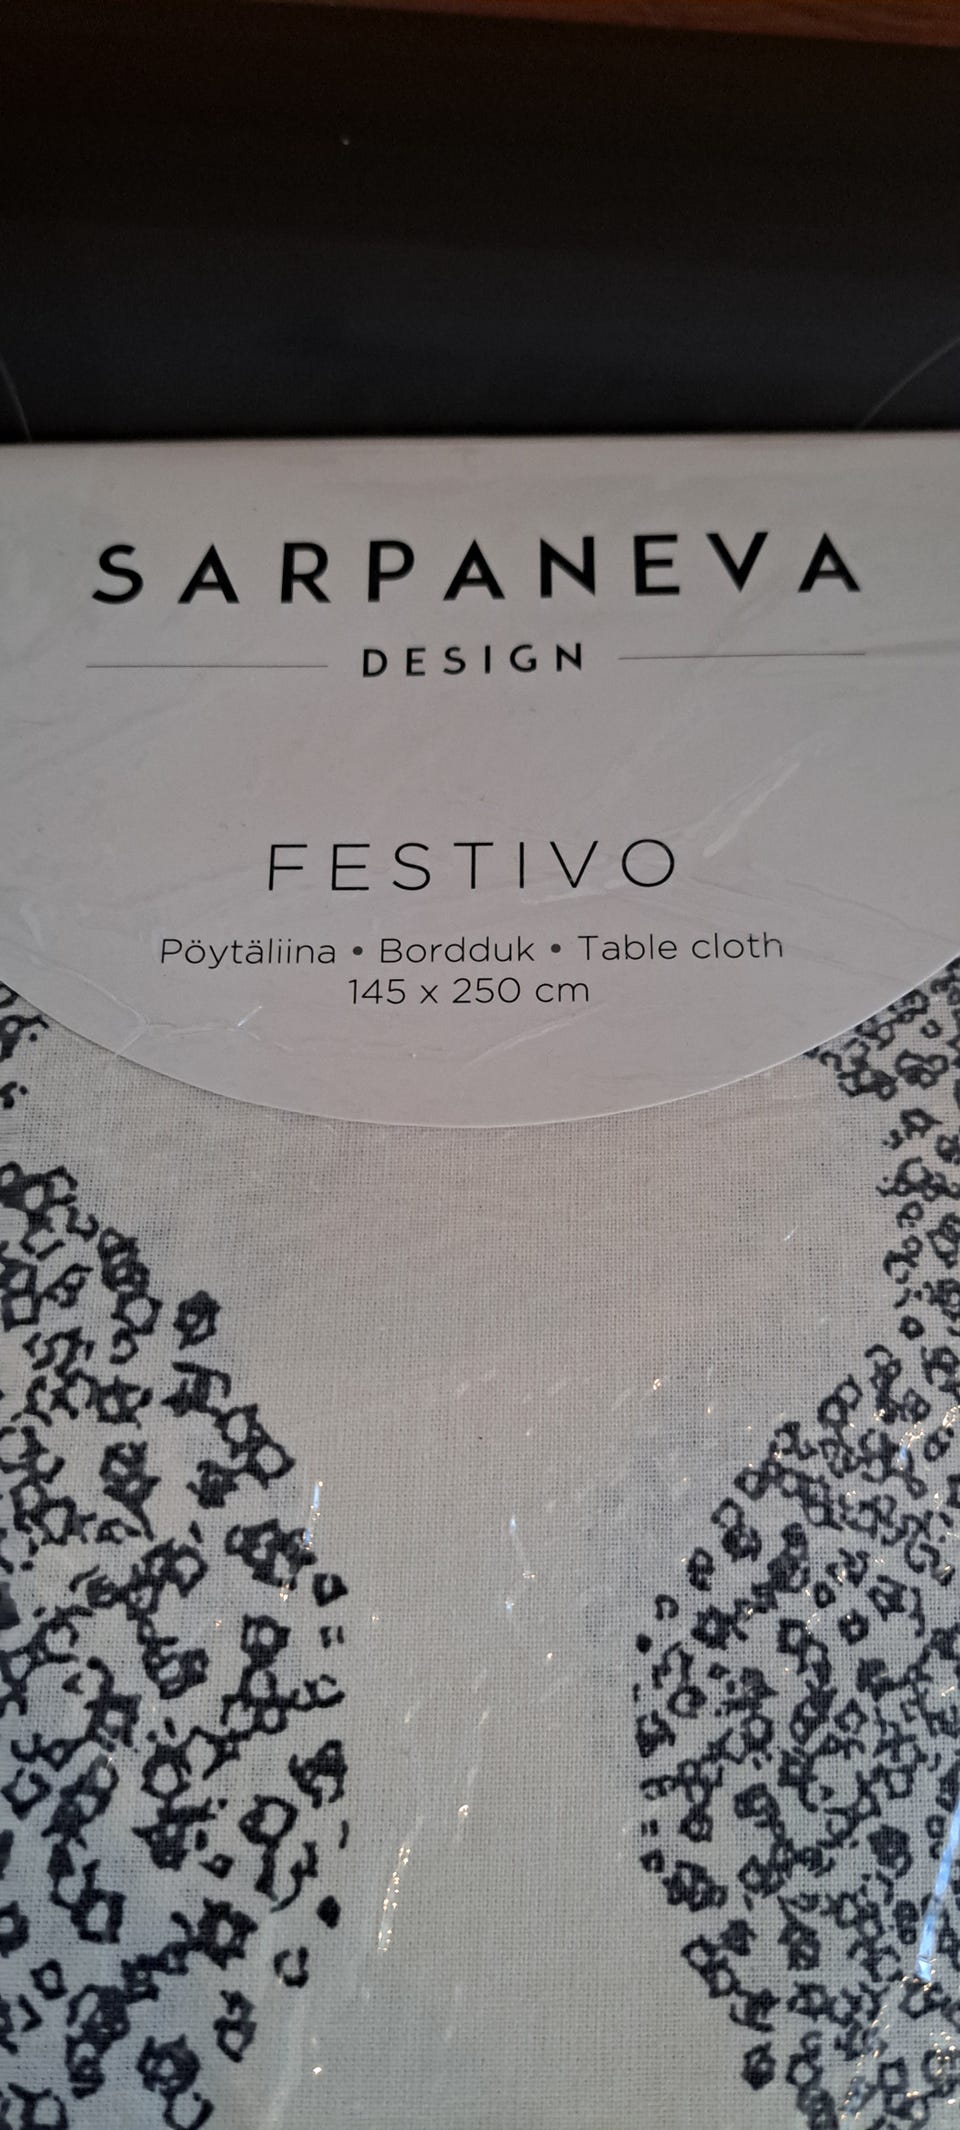 SARPANEVA
DESIGN
FESTIVO
Pöytäliina • Bordduk • Table cloth
145 x 250 cm